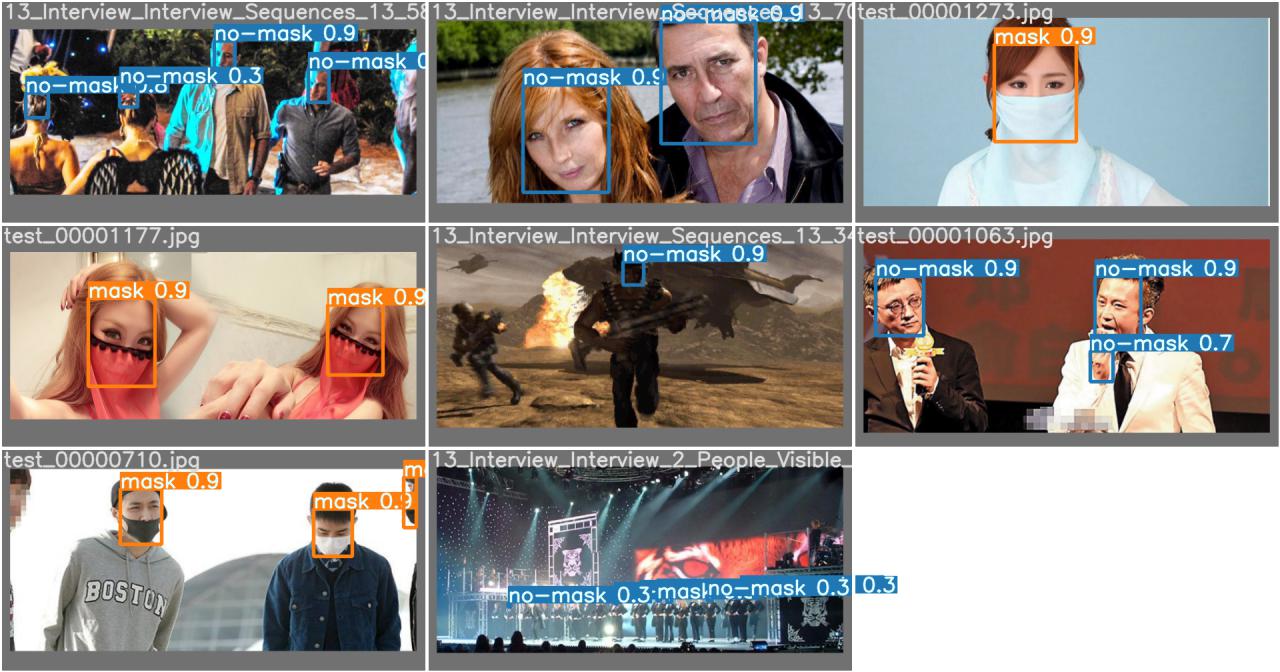 13_Interview_Interview_Sequences_13_58
no-mask 0.9
no-mask 0
no-mask 0.3
no-mask 0.8
13_Interview_Interview_Sequences_13_70
no-mask 0.9
no-mask 0.9
test_00001273.jpg
mask 0.9
test_00001177.jpg
mask 0.9
mask 0.9
13_Interview_Interview_Sequences_13_34
no-mask 0.9
test_00001063.jpg
no-mask 0.9
no-mask 0.9
no-mask 0.7
test_00000710.jpg
mask 0.9
mask 0.9
BOSTON
13_Interview_Interview_2_People_Visible_
no-mask 0.3
no-mask 0.3
0.3